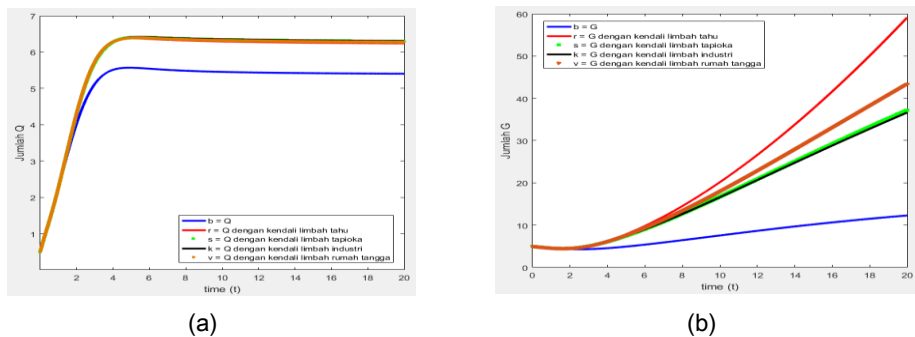 7
6
5
4
3
2
1
Jumlah Q
b = Q
r = Q dengan kendali limbah tahu
s = Q dengan kendali limbah tapioka
k = Q dengan kendali limbah industri
v = Q dengan kendali limbah rumah tangga
2 4 6 8 10 12 14 16 18 20
time (t)
(a)
60
50
40
30
20
10
0
Jumlah G
b = G
r = G dengan kendali limbah tahu
s = G dengan kendali limbah tapioka
k = G dengan kendali limbah industri
v = G dengan kendali limbah rumah tangga
0 2 4 6 8 10 12 14 16 18 20
time (t)
(b)